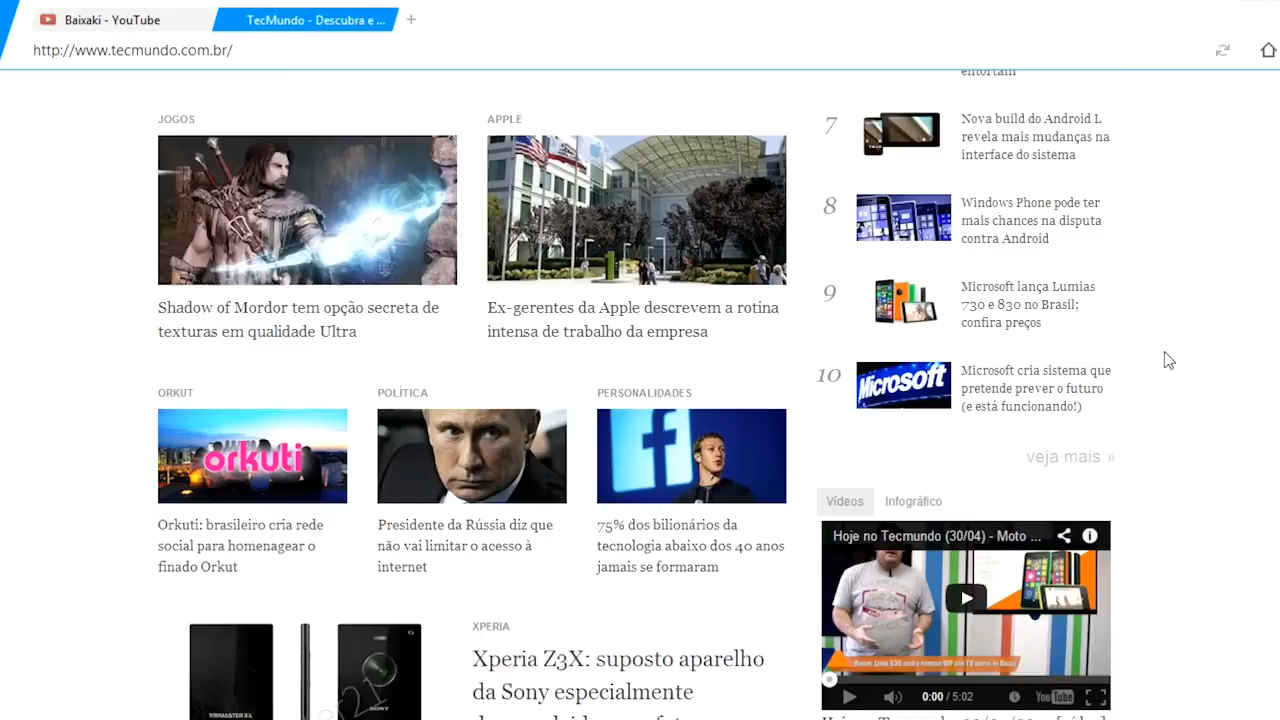 Baixaki - YouTube
TecMundo - Descubra e ...
http://www.tecmundo.com.br/
JOGOS
Shadow of Mordor tem opção secreta de
texturas em qualidade Ultra
APPLE
Ex-gerentes da Apple descrevem a rotina
intensa de trabalho da empresa
ORKUT
orkuti
Orkuti: brasileiro cria rede
social para homenagear o
finado Orkut
POLÍTICA
Presidente da Rússia diz que
não vai limitar o acesso à
internet
PERSONALIDADES
f
75% dos bilionários da
tecnologia abaixo dos 40 anos
jamais se formaram
XPERIA
Xperia Z3X: suposto aparelho
da Sony especialmente
SONY
entortam
7
Nova build do Android L
revela mais mudanças na
interface do sistema
8
Windows Phone pode ter
mais chances na disputa
contra Android
9
Microsoft lança Lumias
730 e 830 no Brasil;
confira preços
10
Microsoft
Microsoft cria sistema que
pretende prever o futuro
(e está funcionando!)
veja mais »
Vídeos
Infográfico
Hoje no Tecmundo (30/04) - Moto ...
0:00 / 5:02
YouTube